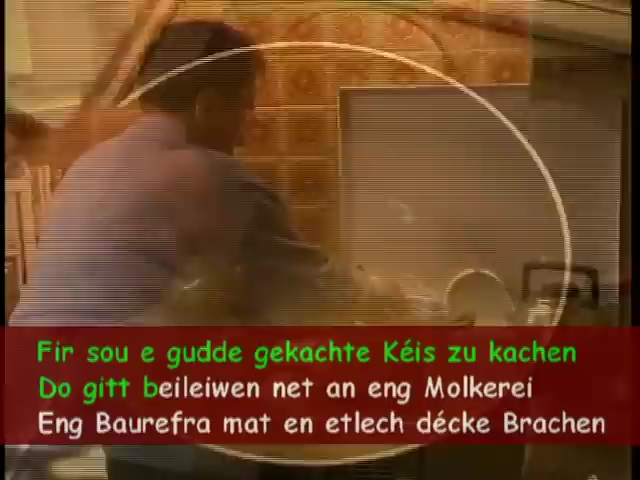 Fir sou e gudde gekachte Kéis zu kachen
Do gitt beileiwen net an eng Molkerei
Eng Baurefra mat en etlech décke Brachen